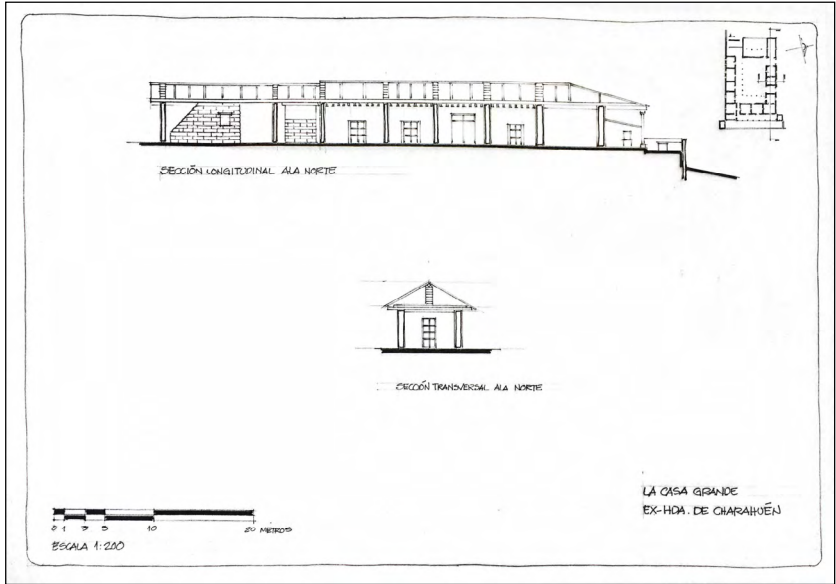 SECCIÓN LONGITUDINAL ALA NORTE
SECCIÓN TRANSVERSAL ALA NORTE
LA CASA GRANDE
EX-HDA. DE CHARAHUÉN
0 1 3 5 10 20 METROS
ESCALA 1:200